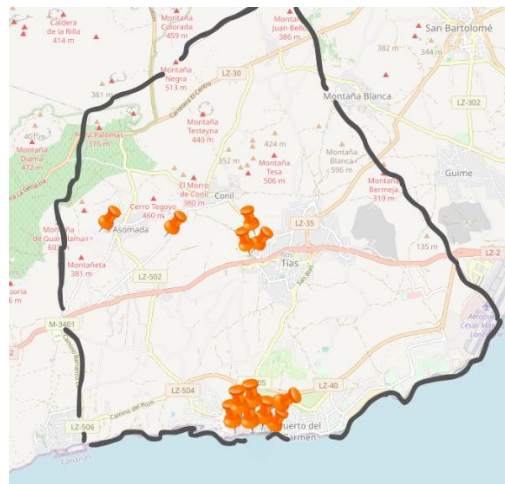 Caldera
de la Rilla
414 m
Montaña
Colorada
459 m
Montaña
Juan Bello
386 m
San Bartolomé
382 m
344 m
Montaña
Negra
513 m
LZ-30
361 m
LZ-302
Montaña Blanca
376 m
Montaña
Testeyna
440 m
424 m
Montaña
Diama
472 m
352 m
Montaña
Tesa
506 m
Montaña
Blanca
596 m
Guime
El Morro
de Conil
360 m
Conil
Montaña
Bermeja
319 m
Cerro Tegoyo
460 m
Asomada
LZ-35
Montaña
de Guardilama
135 m
LZ-2
Montañeta
381 m
LZ-502
Tías
M-3401
LZ-504
LZ-40
Camino del Pozo
LZ-506
Puerto del
Carmen
Canarias